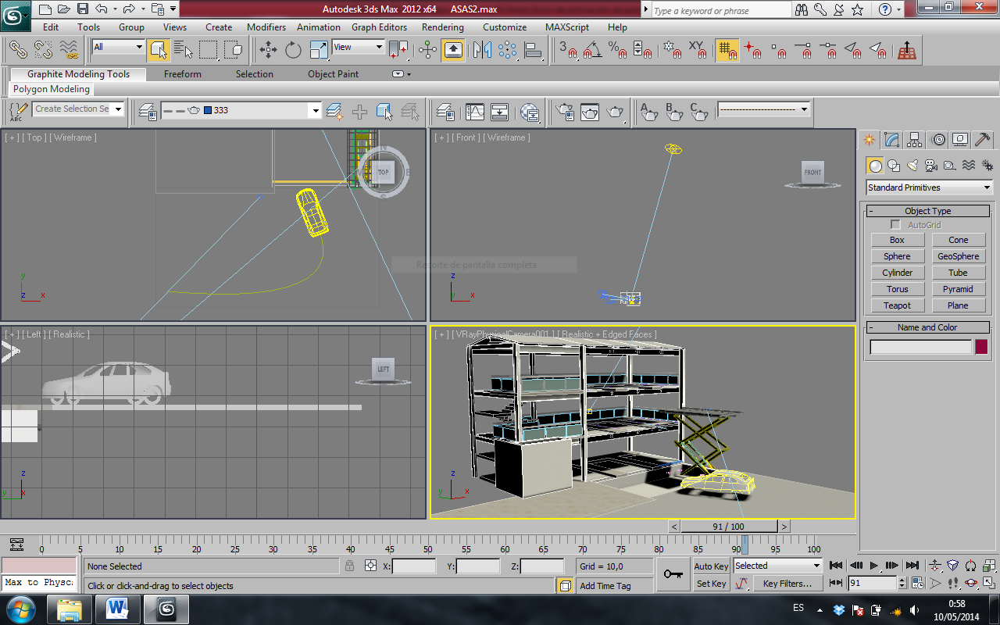 Autodesk 3ds Max 2012 x64 ASAS2.max
Type a keyword or phrase
Edit Tools Group Views Create Modifiers Animation Graph Editors Rendering Customize MAXScript Help
All
View
3
%
XY
Graphite Modeling Tools Freeform Selection Object Paint
Polygon Modeling
ABC
Create Selection Se
333
A B C
[ + ] [ Top ] [ Wireframe ]
N
TOP
S
[ + ] [ Front ] [ Wireframe ]
FRONT
Recorte de pantalla completa
y
z x
z
x
[ + ] [ Left ] [ Realistic ]
LEFT
z
y x
[ + ] [ VRayPhysicalCamera001 ] [ Realistic + Edged Faces ]
z
y x
Standard Primitives
- Object Type
AutoGrid
Box Cone
Sphere GeoSphere
Cylinder Tube
Torus Pyramid
Teapot Plane
- Name and Color
< 91 / 100 >
0 5 10 15 20 25 30 35 40 45 50 55 60 65 70 75 80 85 90 95 100
None Selected X: Y: Z: Grid = 10,0 Auto Key Selected
Max to Physc:
Click or click-and-drag to select objects Add Time Tag Set Key Key Filters... 91
ES
0:58
10/05/2014